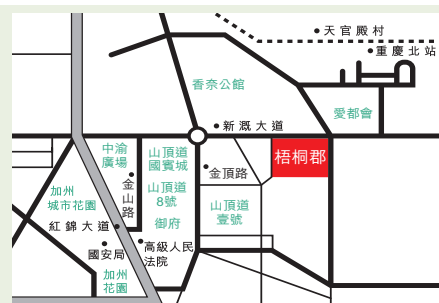 天官殿村
重慶北站
香奈公館
愛都會
新溉大道
梧桐郡
中渝
廣場
山頂道
國賓城
金頂路
金山路
加州
城市花園
山頂道
8號
山頂道
壹號
紅錦大道
御府
國安局
高級人民
法院
加州
花園